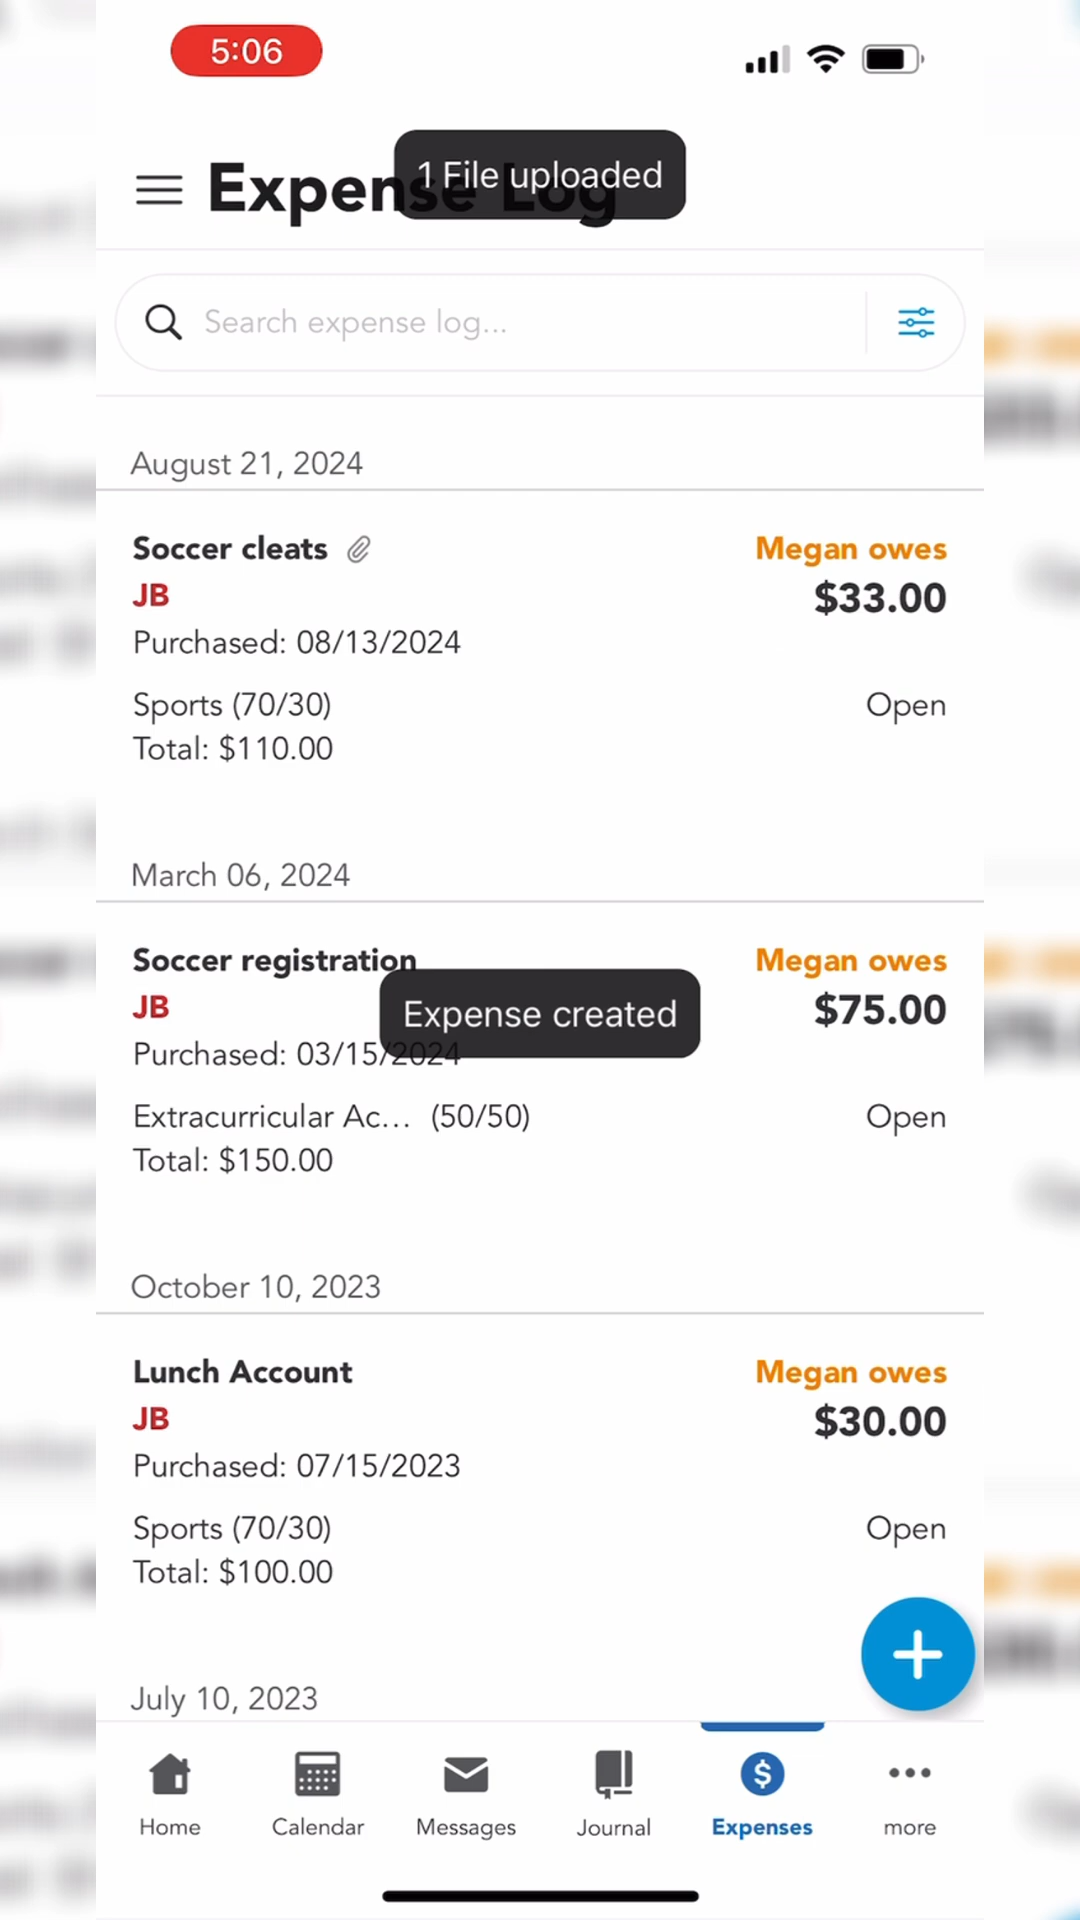 5:06
1 File uploaded
Expense Log
Search expense log...
August 21, 2024
Soccer cleats
Megan owes
JB
$33.00
Purchased: 08/13/2024
Sports (70/30)
Open
Total: $110.00
March 06, 2024
Soccer registration
Megan owes
JB
$75.00
Expense created
Purchased: 03/15/2024
Extracurricular Ac... (50/50)
Open
Total: $150.00
October 10, 2023
Lunch Account
Megan owes
JB
$30.00
Purchased: 07/15/2023
Sports (70/30)
Open
Total: $100.00
July 10, 2023
Home
Calendar
Messages
Journal
Expenses
more